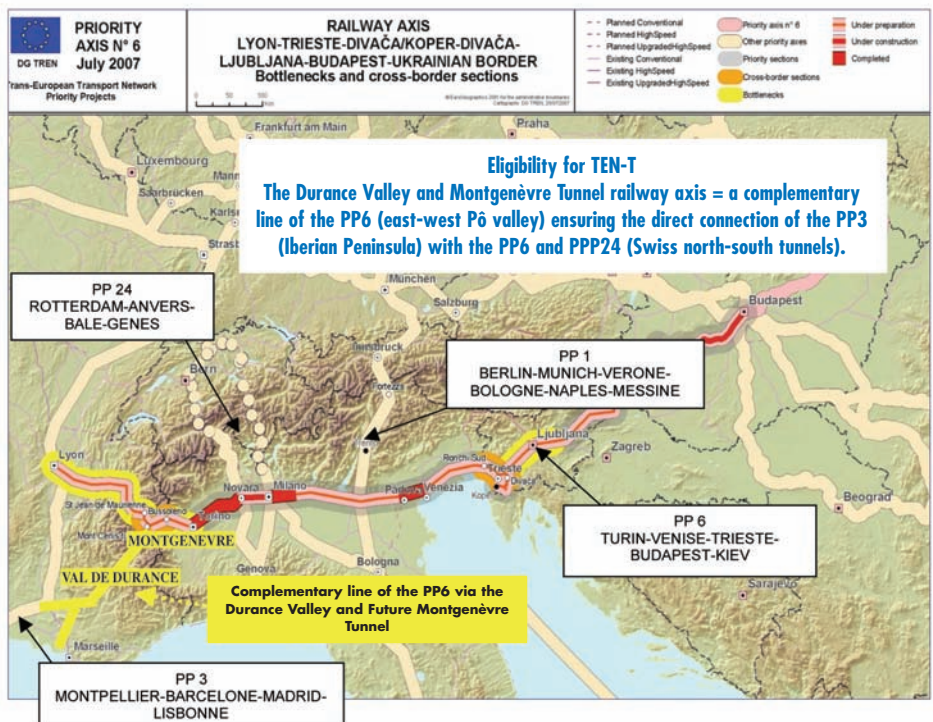 PRIORITY
AXIS N° 6
July 2007
DG TREN
Trans-European Transport Network
Priority Projects
RAILWAY AXIS
LYON-TRIESTE-DIVAČA/KOPER-DIVAČA-
LJUBLJANA-BUDAPEST-UKRAINIAN BORDER
Bottlenecks and cross-border sections
0 50 100
Planned Conventional
Planned HighSpeed
Planned UpgradedHighSpeed
Existing Conventional
Existing HighSpeed
Existing UpgradedHighSpeed
Priority axis n° 6
Other priority axes
Priority sections
Cross-border sections
Bottlenecks
Under preparation
Under construction
Completed
Frankfurt am Main
Praha
Luxembourg
Saarbrücken
Eligibility for TEN-T
The Durance Valley and Montgenèvre Tunnel railway axis = a complementary
line of the PP6 (east-west Pô valley) ensuring the direct connection of the PP3
(Iberian Peninsula) with the PP6 and PPP24 (Swiss north-south tunnels).
München
Salzburg
Budapest
PP 24
ROTTERDAM-ANVERS-
BALE-GENES
Innsbruck
Bern
Fortezza
PP 1
BERLIN-MUNICH-VERONE-
BOLOGNE-NAPLES-MESSINE
Ljubljana
Zagreb
Ronchi-Sud
Trieste
Divača
Lyon
Novara
Milano
Padova
Venezia
Beograd
St Jean de Maurienne
Bussoleno
Torino
MONTGENEVRE
PP 6
TURIN-VENISE-TRIESTE-
BUDAPEST-KIEV
VAL DE DURANCE
Genova
Bologna
Sarajevo
Complementary line of the PP6 via the
Durance Valley and Future Montgenèvre
Tunnel
Marseille
PP 3
MONTPELLIER-BARCELONE-MADRID-
LISBONNE